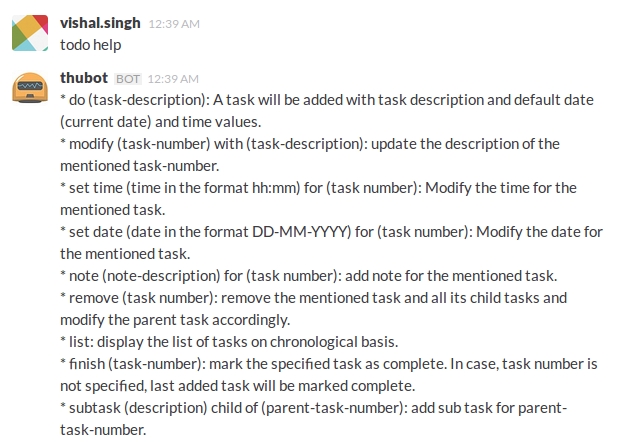 vishal.singh 12:39 AM
todo help
thubot BOT 12:39 AM
* do (task-description): A task will be added with task description and default date
(current date) and time values.
* modify (task-number) with (task-description): update the description of the
mentioned task-number.
* set time (time in the format hh:mm) for (task number): Modify the time for the
mentioned task.
* set date (date in the format DD-MM-YYYY) for (task number): Modify the date for
the mentioned task.
* note (note-description) for (task number): add note for the mentioned task.
* remove (task number): remove the mentioned task and all its child tasks and
modify the parent task accordingly.
* list: display the list of tasks on chronological basis.
* finish (task-number): mark the specified task as complete. In case, task number is
not specified, last added task will be marked complete.
* subtask (description) child of (parent-task-number): add sub task for parent-
task-number.